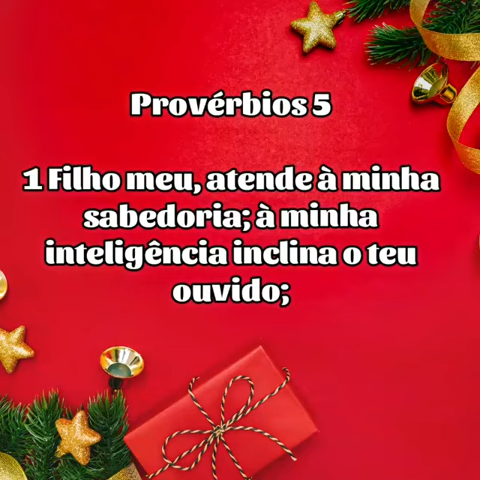 Provérbios 5
1 Filho meu, atende à minha
sabedoria; à minha
inteligência inclina o teu
ouvido;